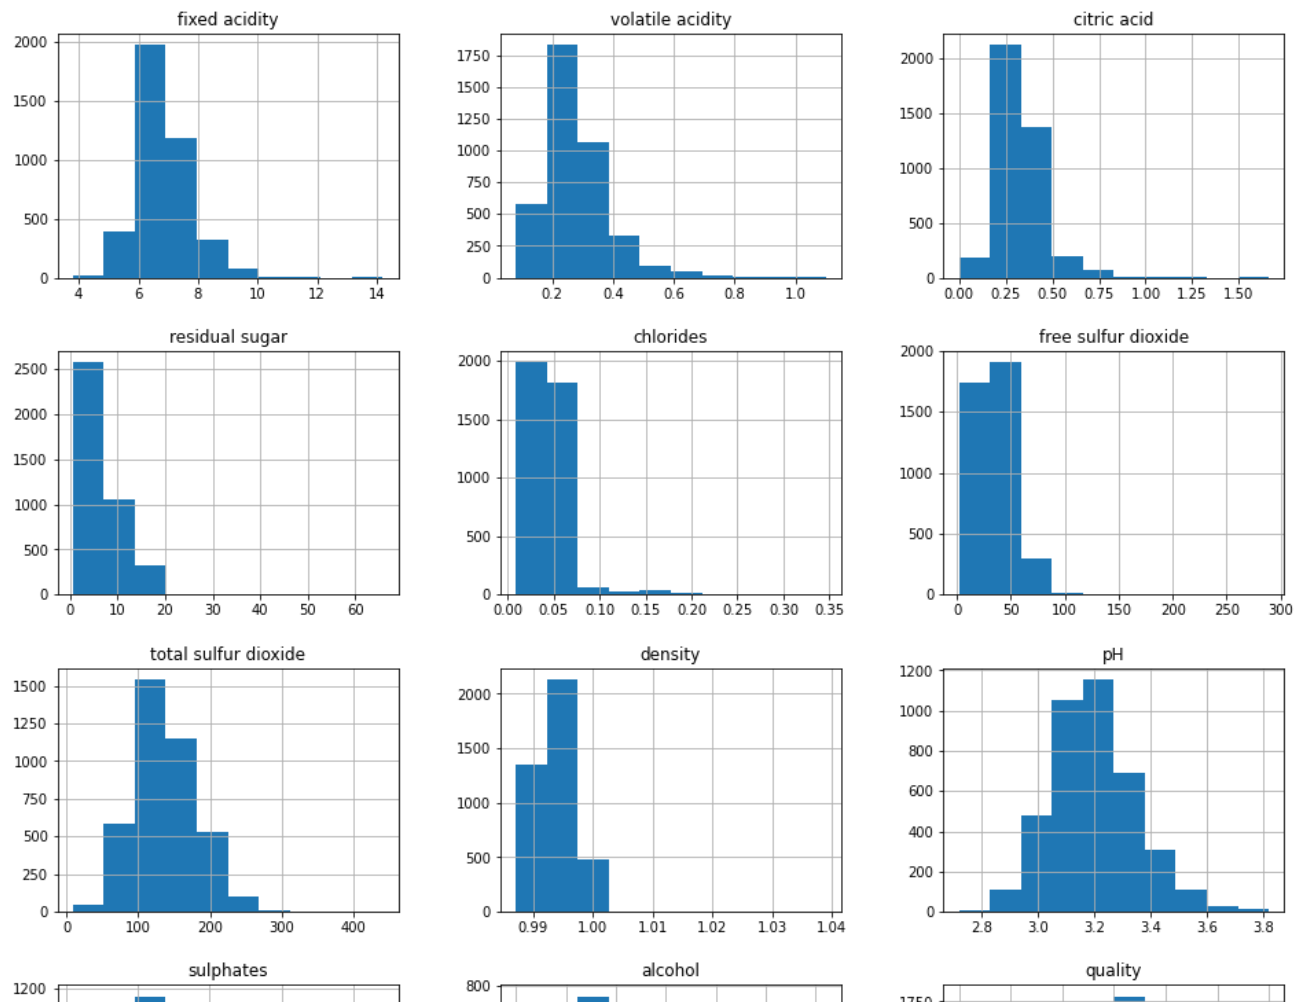 fixed acidity
2000
1500
1000
500
0
4 6 8 10 12 14
volatile acidity
1750
1500
1250
1000
750
500
250
0
0.2 0.4 0.6 0.8 1.0
citric acid
2000
1500
1000
500
0
0.00 0.25 0.50 0.75 1.00 1.25 1.50
residual sugar
2500
2000
1500
1000
500
0
0 10 20 30 40 50 60
chlorides
2000
1500
1000
500
0
0.00 0.05 0.10 0.15 0.20 0.25 0.30 0.35
free sulfur dioxide
2000
1500
1000
500
0
0 50 100 150 200 250 300
total sulfur dioxide
1500
1250
1000
750
500
250
0
0 100 200 300 400
density
2000
1500
1000
500
0
0.99 1.00 1.01 1.02 1.03 1.04
pH
1200
1000
800
600
400
200
0
2.8 3.0 3.2 3.4 3.6 3.8
sulphates
1200
alcohol
800
quality
1750